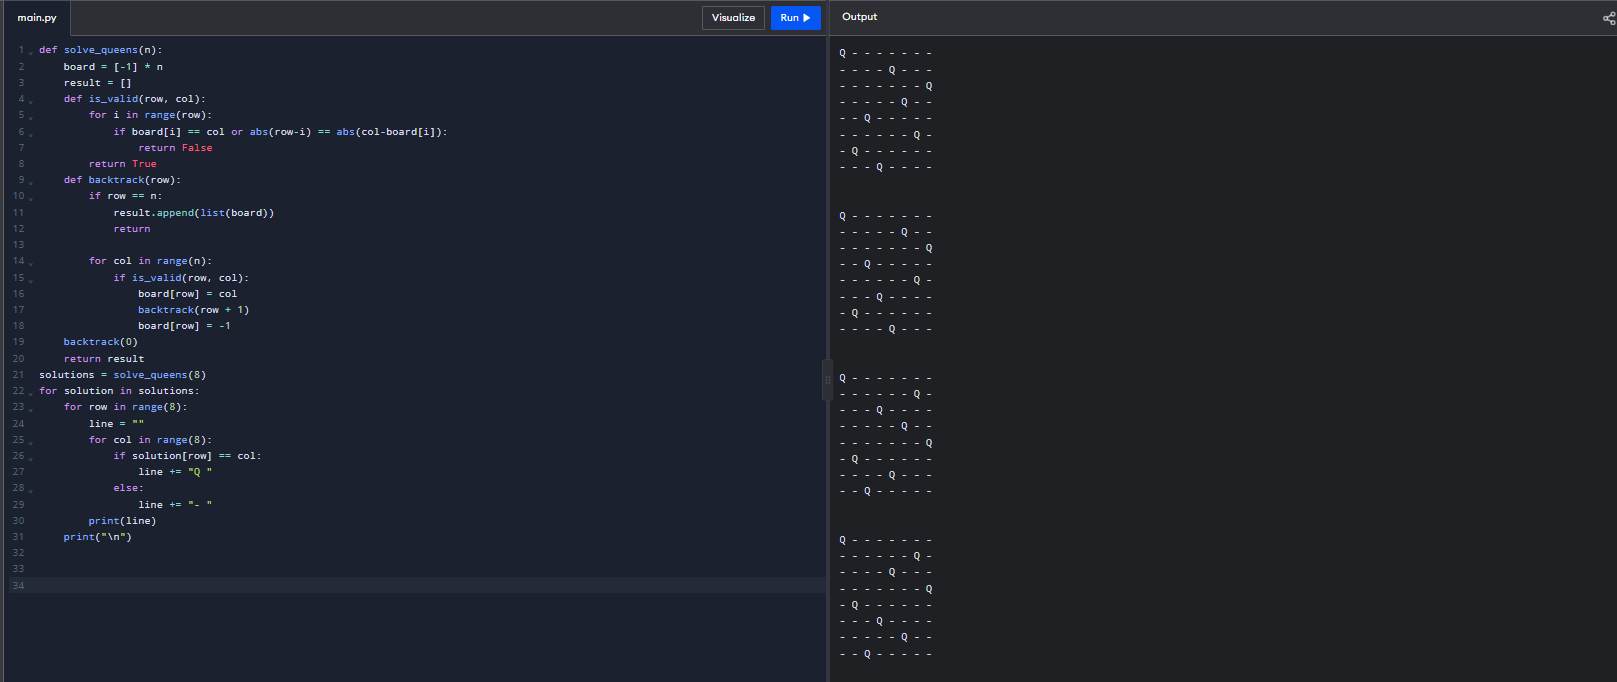 main.py
Visualize
Run
1 def solve_queens(n):
2     board = [-1] * n
3     result = []
4     def is_valid(row, col):
5         for i in range(row):
6             if board[i] == col or abs(row-i) == abs(col-board[i]):
7                 return False
8         return True
9     def backtrack(row):
10         if row == n:
11             result.append(list(board))
12             return
13
14         for col in range(n):
15             if is_valid(row, col):
16                 board[row] = col
17                 backtrack(row + 1)
18                 board[row] = -1
19     backtrack(0)
20     return result
21 solutions = solve_queens(8)
22 for solution in solutions:
23     for row in range(8):
24         line = ""
25         for col in range(8):
26             if solution[row] == col:
27                 line += "Q "
28             else:
29                 line += "- "
30         print(line)
31     print("\n")
32
33
34
Output
Q - - - - - - -
- - - - Q - - -
- - - - - - - Q
- - - - - Q - -
- - Q - - - - -
- - - - - - Q -
- Q - - - - - -
- - - Q - - - -
Q - - - - - - -
- - - - - Q - -
- - - - - - - Q
- - Q - - - - -
- - - - - - Q -
- - - Q - - - -
- Q - - - - - -
- - - - Q - - -
Q - - - - - - -
- - - - - - Q -
- - - Q - - - -
- - - - - Q - -
- - - - - - - Q
- Q - - - - - -
- - - - Q - - -
- - Q - - - - -
Q - - - - - - -
- - - - - - Q -
- - - - Q - - -
- - - - - - - Q
- Q - - - - - -
- - - Q - - - -
- - - - - Q - -
- - Q - - - - -